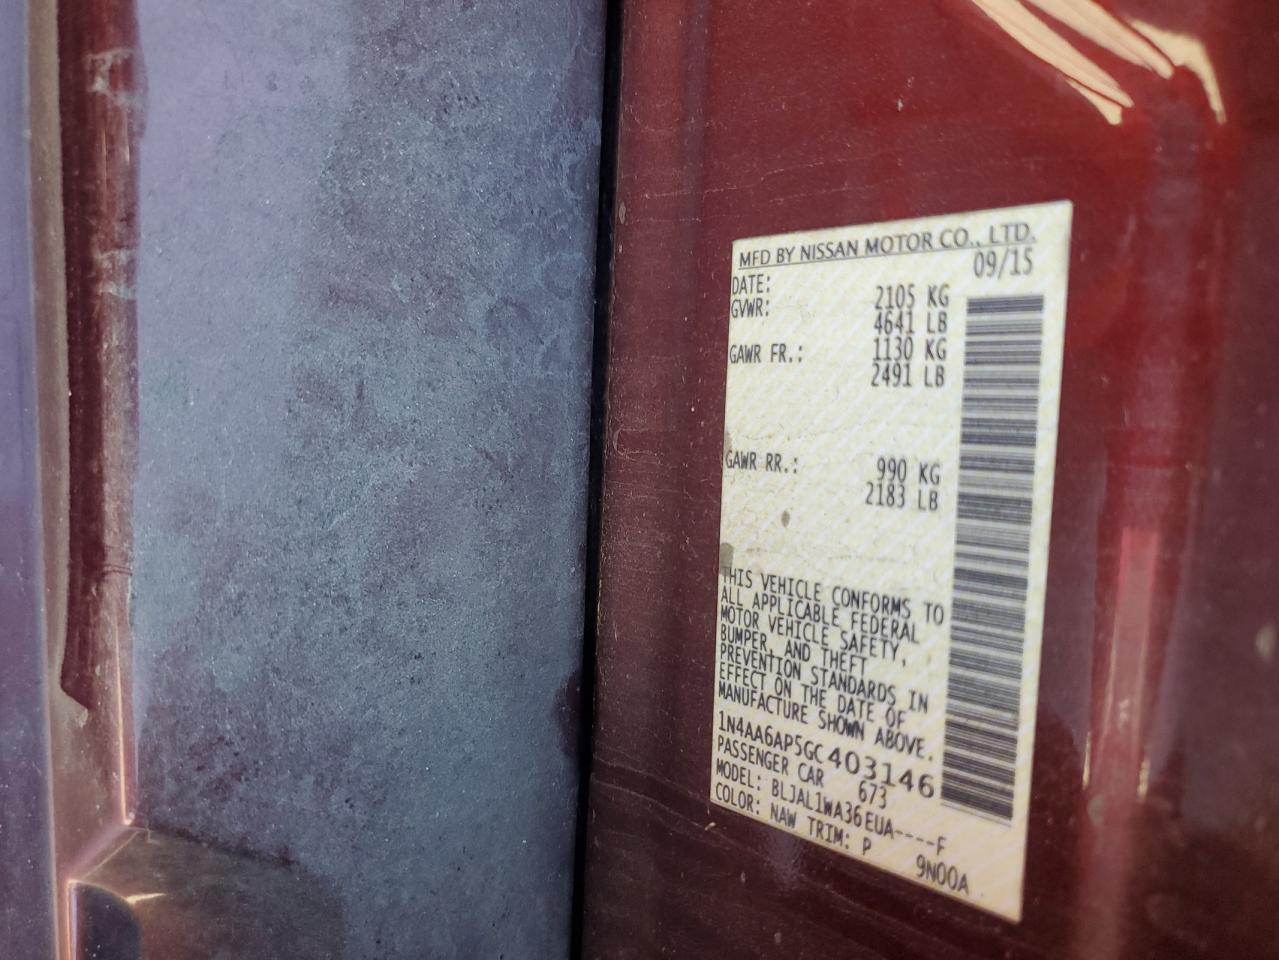 MFD BY NISSAN MOTOR CO., LTD.
DATE: 09/15
GVWR: 2105 KG
4641 LB
GAWR FR.: 1130 KG
2491 LB
GAWR RR.: 990 KG
2183 LB
THIS VEHICLE CONFORMS TO
ALL APPLICABLE FEDERAL
MOTOR VEHICLE SAFETY,
BUMPER, AND THEFT
PREVENTION STANDARDS IN
EFFECT ON THE DATE OF
MANUFACTURE SHOWN ABOVE.
1N4AA6AP5GC403146
PASSENGER CAR 673
MODEL: BLJAL1WA36EUA----F
COLOR: NAW TRIM: P 9N00A